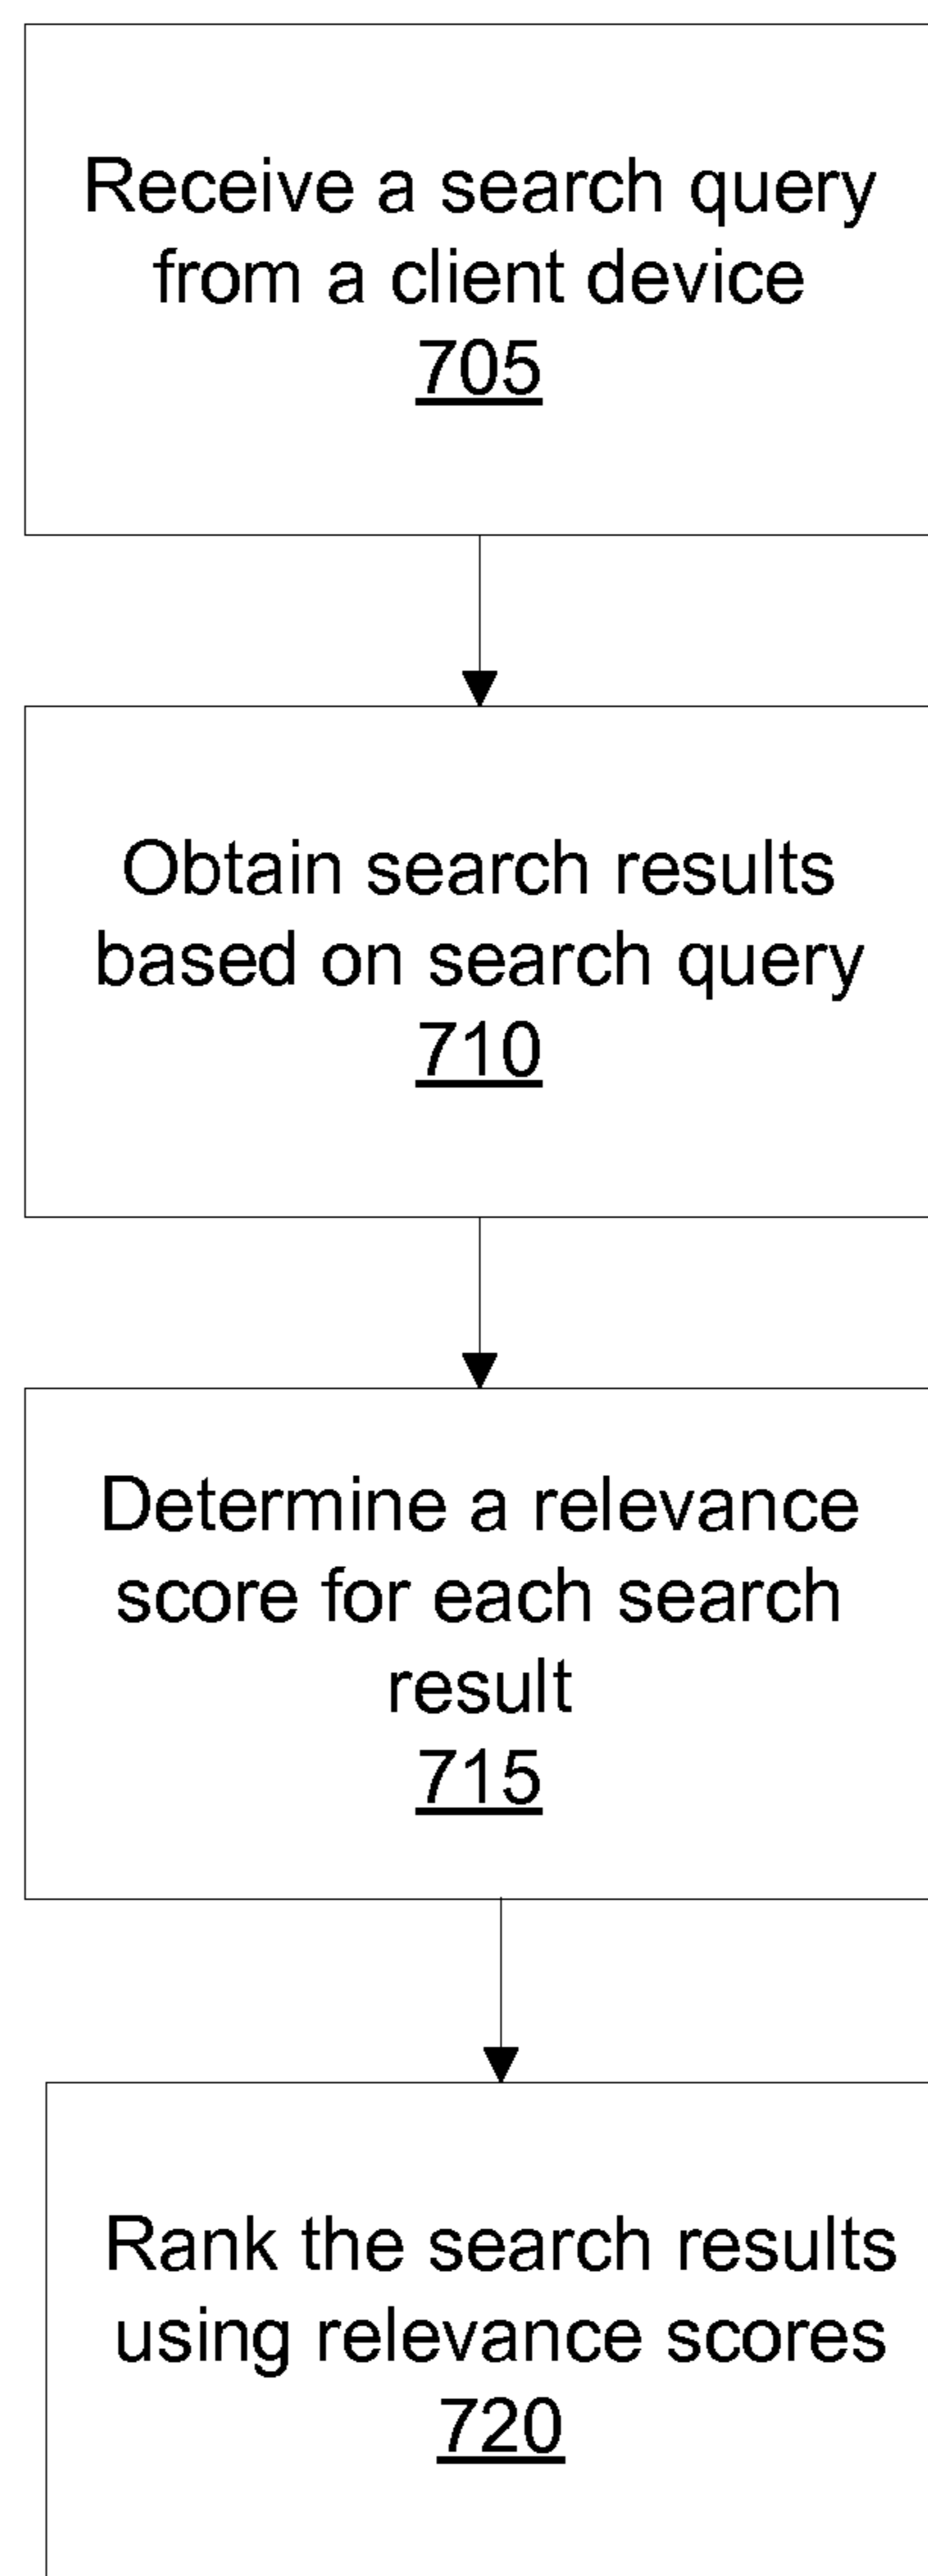 Receive a search query
from a client device
705
Obtain search results
based on search query
710
Determine a relevance
score for each search
result
715
Rank the search results
using relevance scores
720